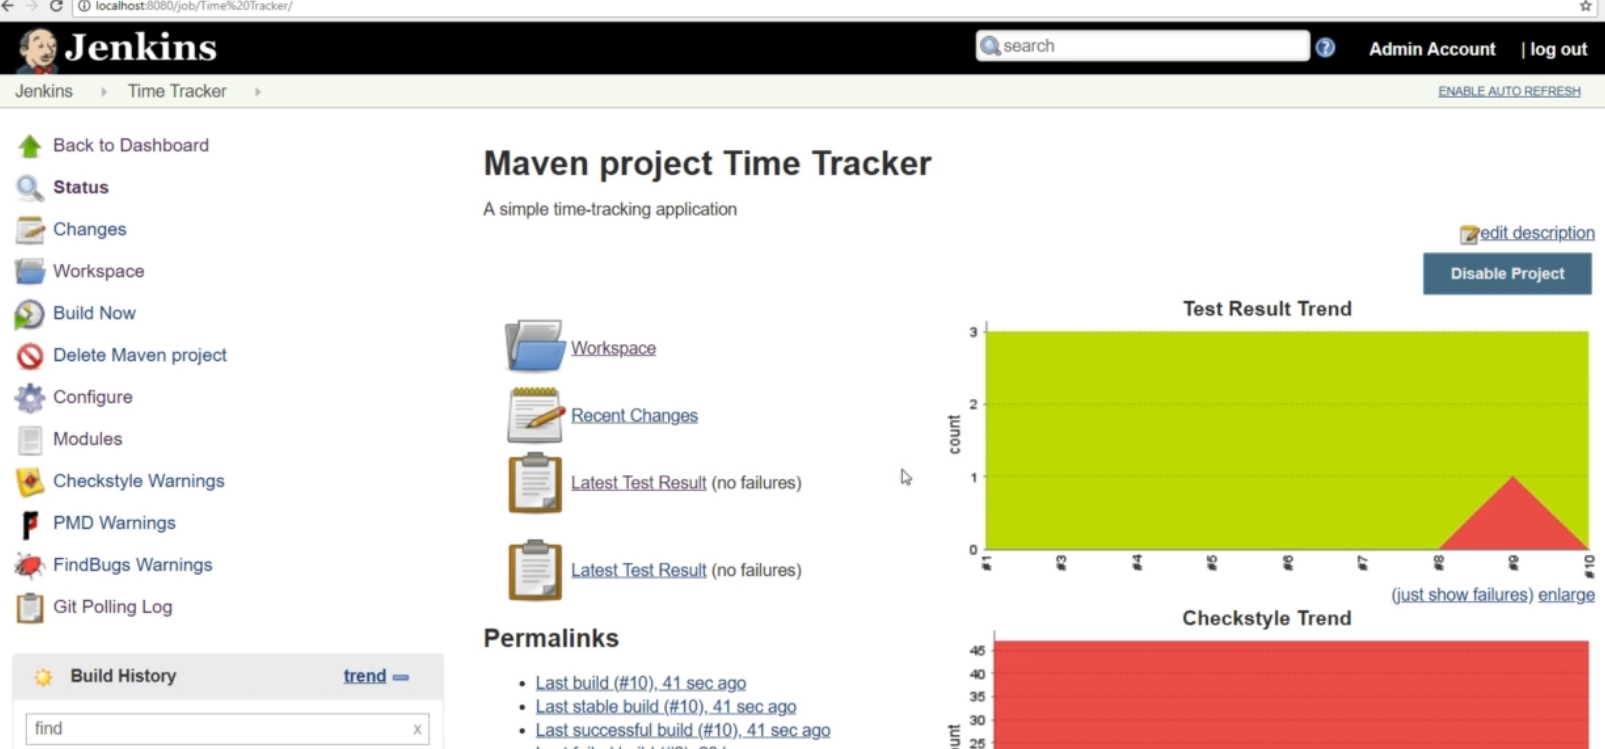 localhost:8080/job/Time%20Tracker/
Jenkins
search
?
Admin Account
| log out
Jenkins
Time Tracker
ENABLE AUTO REFRESH
Back to Dashboard
Status
Changes
Workspace
Build Now
Delete Maven project
Configure
Modules
Checkstyle Warnings
PMD Warnings
FindBugs Warnings
Git Polling Log
Build History
trend
find
x
Maven project Time Tracker
A simple time-tracking application
edit description
Disable Project
Workspace
Recent Changes
Latest Test Result (no failures)
Latest Test Result (no failures)
Permalinks
Last build (#10), 41 sec ago
Last stable build (#10), 41 sec ago
Last successful build (#10), 41 sec ago
Test Result Trend
count
3
2
1
0
#1
#3
#4
#5
#6
#7
#8
#9
#10
(just show failures) enlarge
Checkstyle Trend
45
40
35
30
25